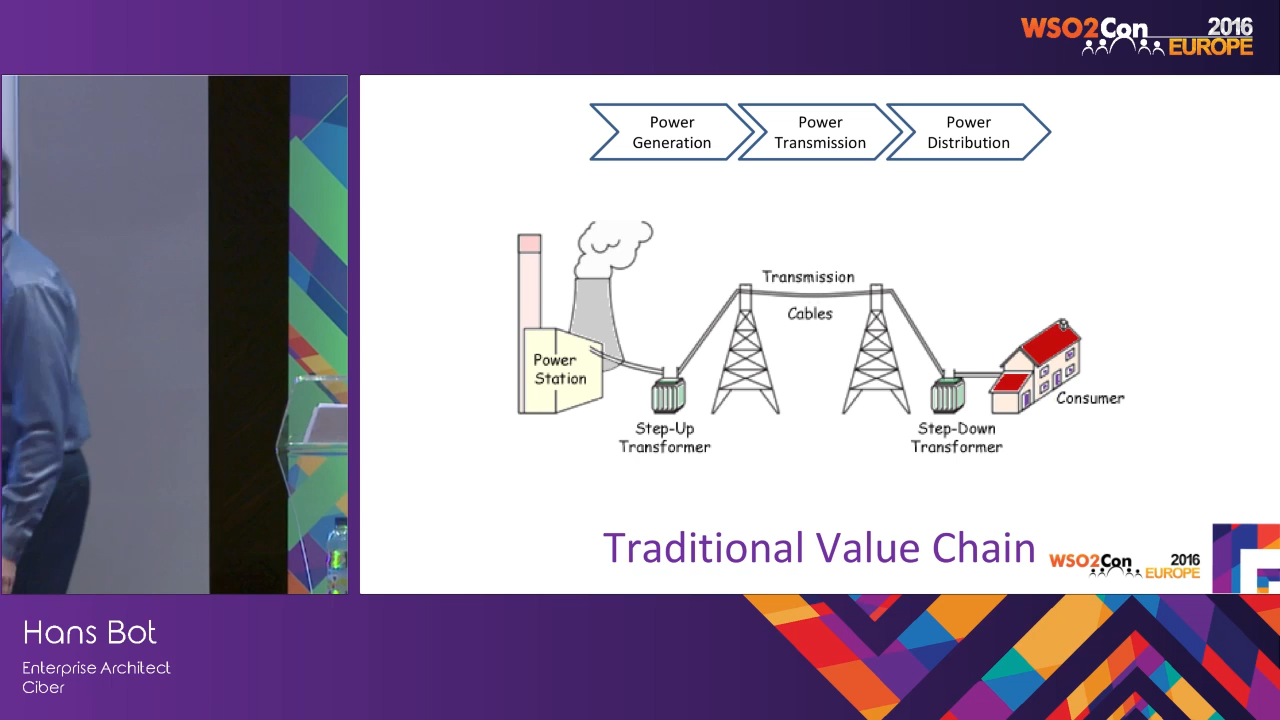 WSO2Con 2016
EUROPE
Power
Generation
Power
Transmission
Power
Distribution
Transmission
Cables
Power
Station
Step-Up
Transformer
Step-Down
Transformer
Consumer
Traditional Value Chain
WSO2Con 2016
EUROPE
Hans Bot
Enterprise Architect
Ciber